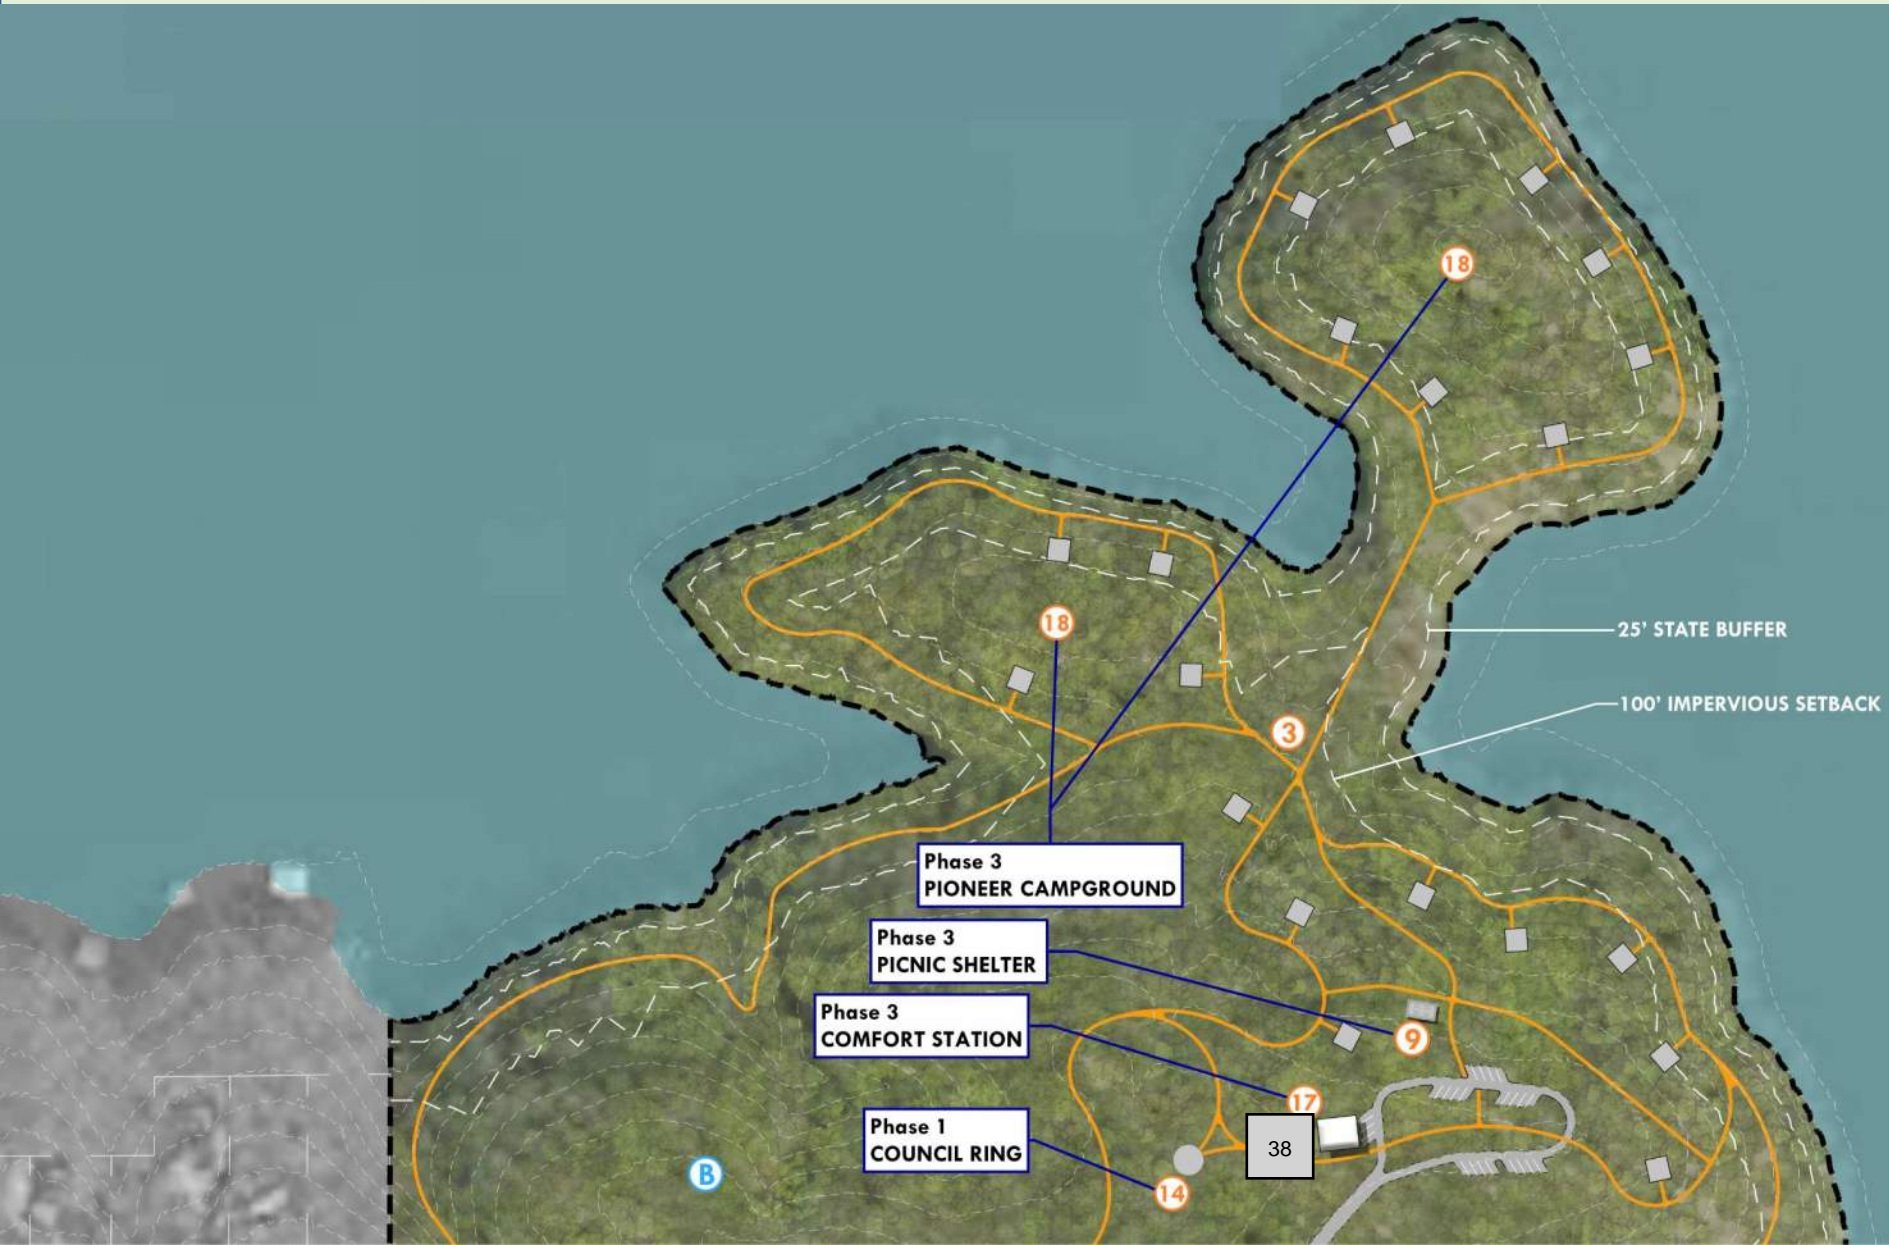 18
18
25' STATE BUFFER
100' IMPERVIOUS SETBACK
3
Phase 3
PIONEER CAMPGROUND
Phase 3
PICNIC SHELTER
9
Phase 3
COMFORT STATION
17
Phase 1
COUNCIL RING
38
B
14